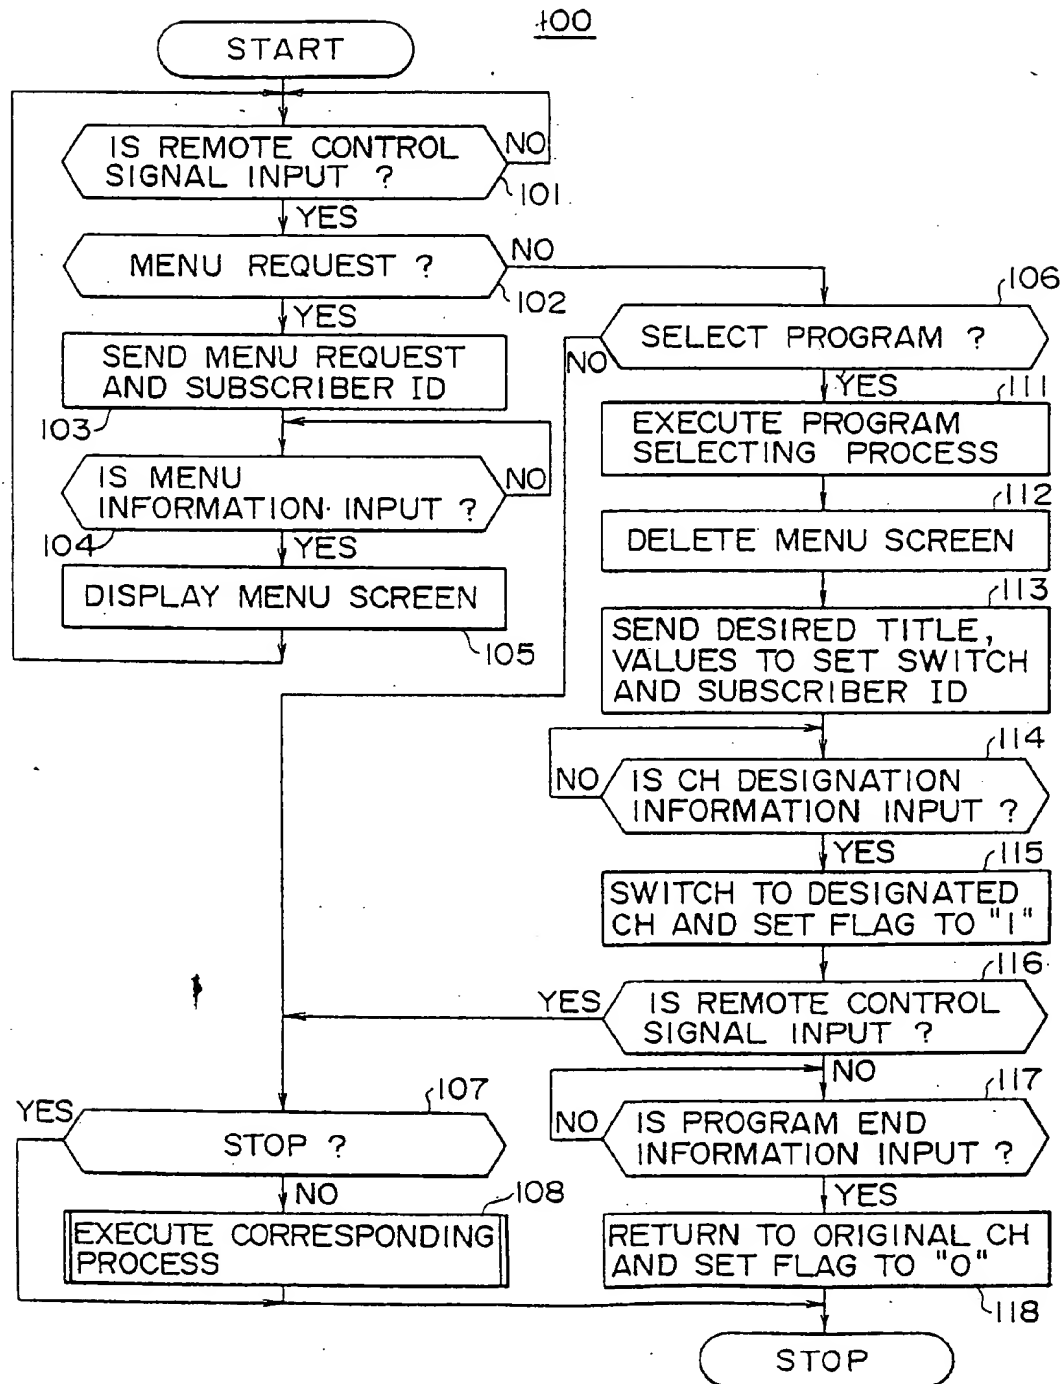 100
START
IS REMOTE CONTROL
SIGNAL INPUT ?
NO
101
YES
MENU REQUEST ?
NO
102
YES
SEND MENU REQUEST
AND SUBSCRIBER ID
103
IS MENU
INFORMATION INPUT ?
NO
104
YES
DISPLAY MENU SCREEN
105
106
SELECT PROGRAM ?
NO
YES
111
EXECUTE PROGRAM
SELECTING PROCESS
112
DELETE MENU SCREEN
113
SEND DESIRED TITLE,
VALUES TO SET SWITCH
AND SUBSCRIBER ID
114
NO
IS CH DESIGNATION
INFORMATION INPUT ?
YES
115
SWITCH TO DESIGNATED
CH AND SET FLAG TO "1"
116
YES
IS REMOTE CONTROL
SIGNAL INPUT ?
NO
117
NO
IS PROGRAM END
INFORMATION INPUT ?
YES
RETURN TO ORIGINAL CH
AND SET FLAG TO "0"
118
107
YES
STOP ?
NO
108
EXECUTE CORRESPONDING
PROCESS
STOP